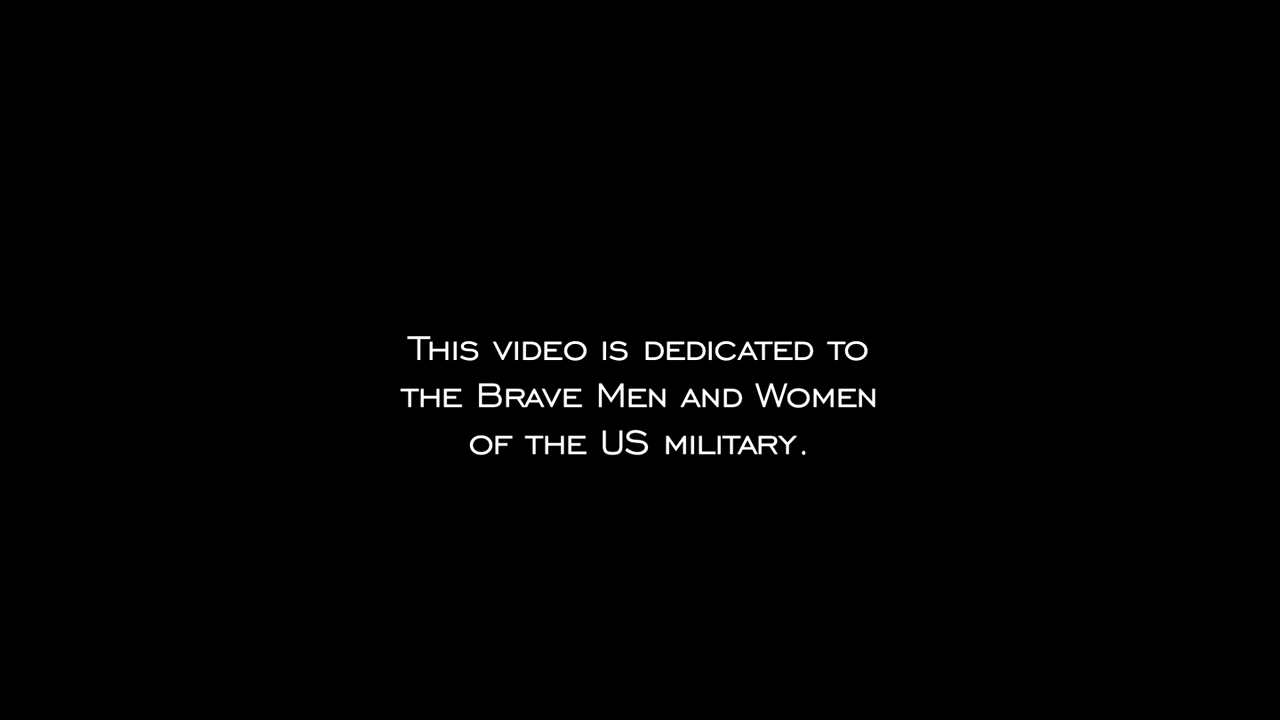 This video is dedicated to
the Brave Men and Women
of the US military.